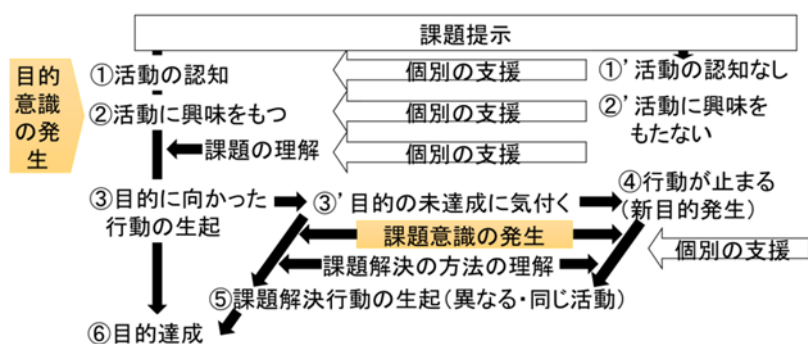 課題提示
目的
意識
の発
生
①活動の認知
個別の支援
①’活動の認知なし
②活動に興味をもつ
個別の支援
②’活動に興味を
もたない
課題の理解
個別の支援
③目的に向かった
行動の生起
③’目的の未達成に気付く
④行動が止まる
(新目的発生)
課題意識の発生
個別の支援
課題解決の方法の理解
⑤課題解決行動の生起(異なる・同じ活動)
⑥目的達成